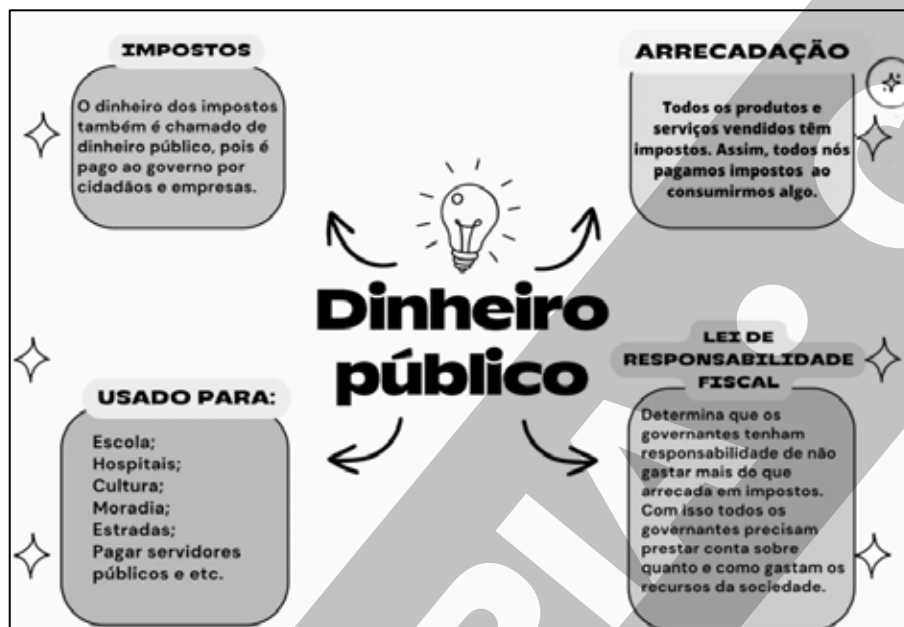 IMPOSTOS
O dinheiro dos impostos
também é chamado de
dinheiro público, pois é
pago ao governo por
cidadãos e empresas.
ARRECADAÇÃO
Todos os produtos e
serviços vendidos têm
impostos. Assim, todos nós
pagamos impostos ao
consumirmos algo.
Dinheiro
público
USADO PARA:
Escola;
Hospitais;
Cultura;
Moradia;
Estradas;
Pagar servidores
públicos e etc.
LEI DE
RESPONSABILIDADE
FISCAL
Determina que os
governantes tenham
responsabilidade de não
gastar mais do que
arrecada em impostos.
Com isso todos os
governantes precisam
prestar conta sobre
quanto e como gastam os
recursos da sociedade.